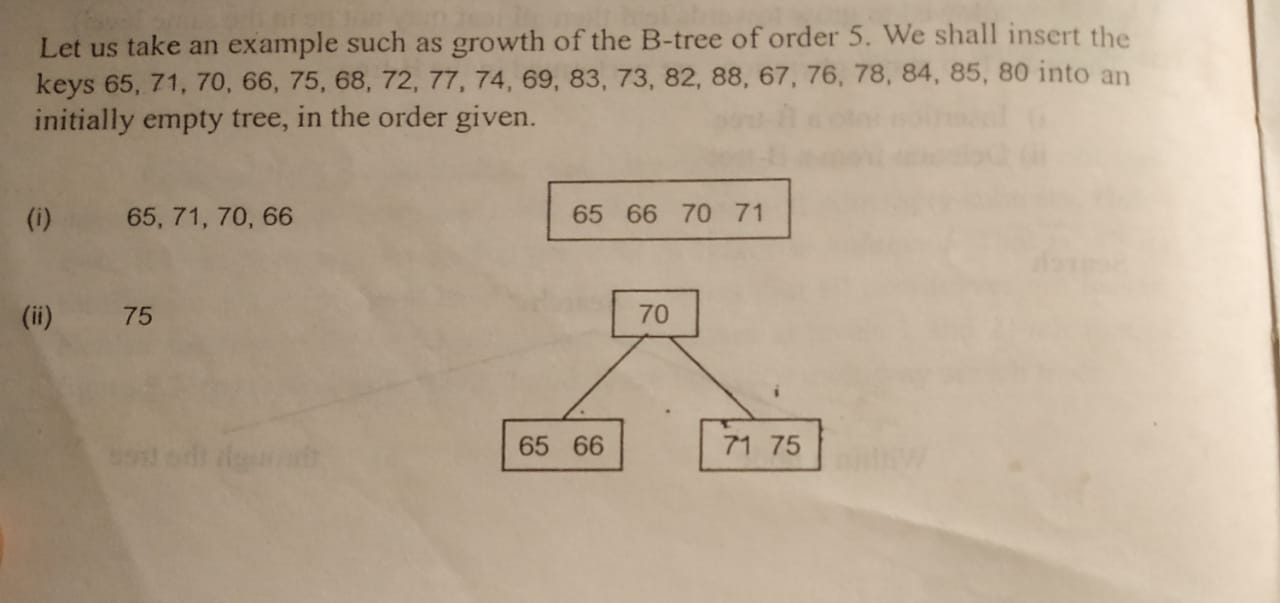 Let us take an example such as growth of the B-tree of order 5. We shall insert the
keys 65, 71, 70, 66, 75, 68, 72, 77, 74, 69, 83, 73, 82, 88, 67, 76, 78, 84, 85, 80 into an
initially empty tree, in the order given.
(i) 65, 71, 70, 66
65 66 70 71
(ii) 75
70
65 66
71 75